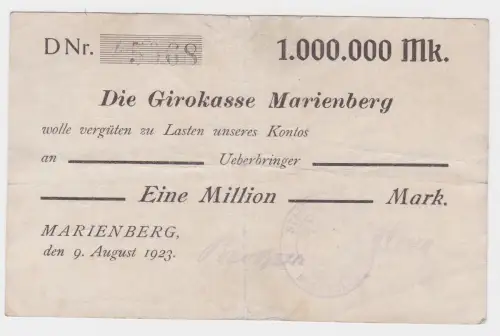 D Nr.
1.000.000 Mk.
Die Girokasse Marienberg
wolle vergüten zu Lasten unseres Kontos
an Ueberbringer
Eine Million Mark.
MARIENBERG,
den 9. August 1923.